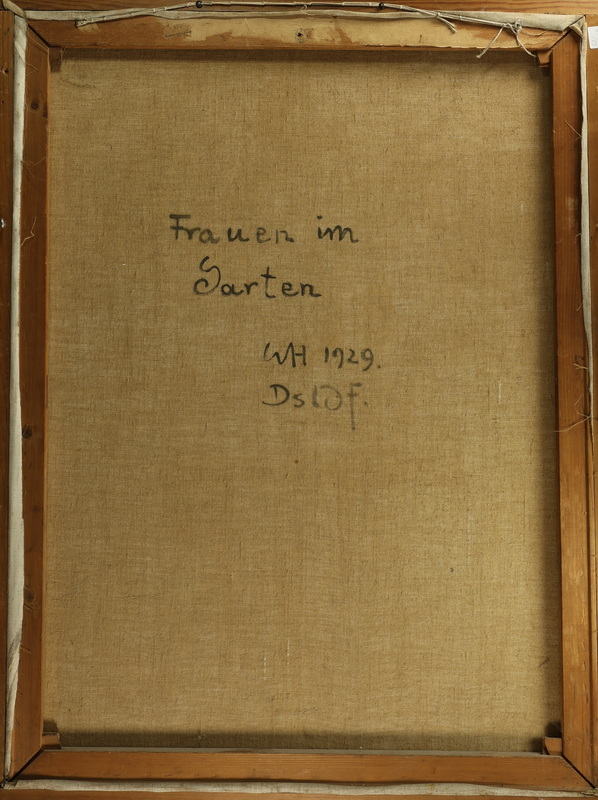 Frauen im
Garten
WH 1929.
Dsldf.